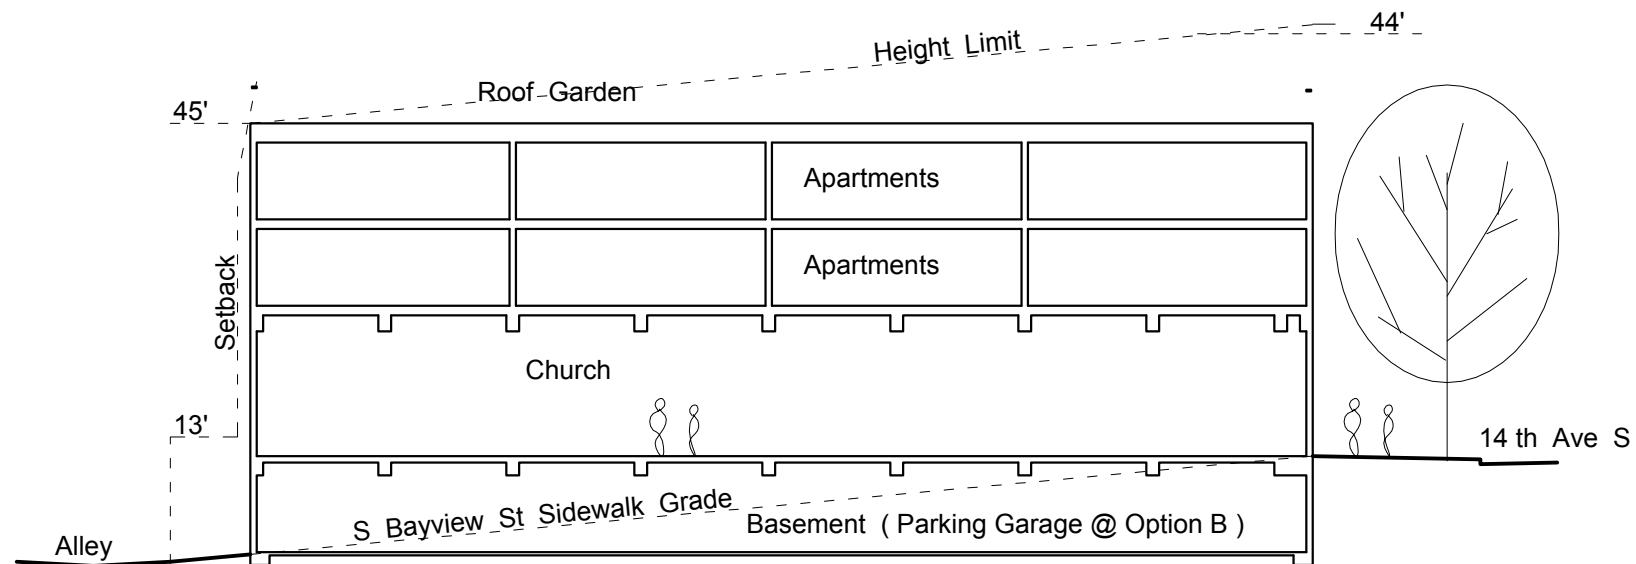 44'
Height Limit
Roof Garden
45'
Apartments
Apartments
Setback
Church
13'
14 th Ave S
S Bayview St Sidewalk Grade
Basement ( Parking Garage @ Option B )
Alley